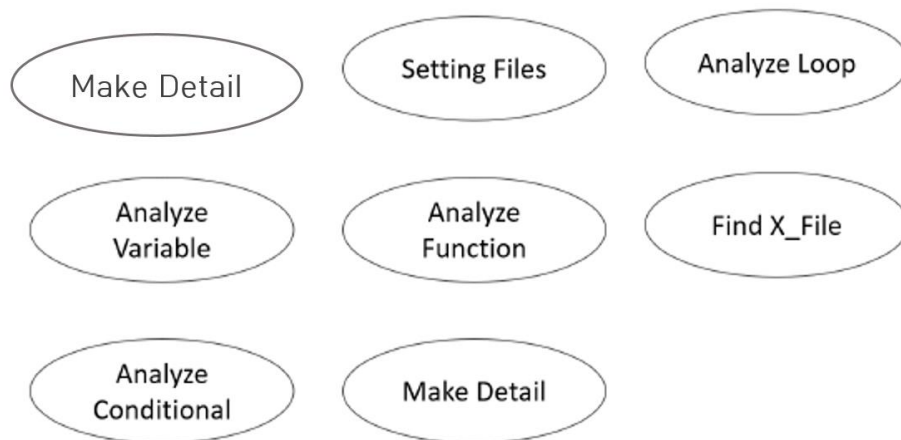 Make Detail
Setting Files
Analyze Loop
Analyze
Variable
Analyze
Function
Find X_File
Analyze
Conditional
Make Detail